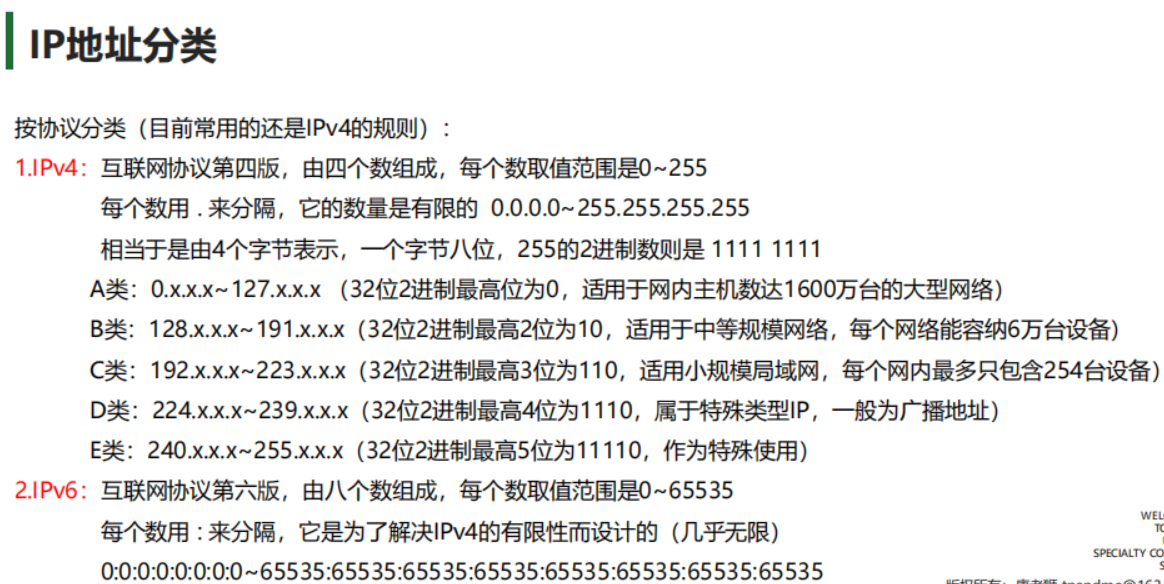 IP地址分类
按协议分类（目前常用的还是IPv4的规则）：
1.IPv4：互联网协议第四版，由四个数组成，每个数取值范围是0~255
每个数用 . 来分隔，它的数量是有限的 0.0.0.0~255.255.255.255
相当于是由4个字节表示，一个字节八位，255的2进制数则是 1111 1111
A类：0.x.x.x~127.x.x.x （32位2进制最高位为0，适用于网内主机数达1600万台的大型网络）
B类：128.x.x.x~191.x.x.x（32位2进制最高2位为10，适用于中等规模网络，每个网络能容纳6万台设备）
C类：192.x.x.x~223.x.x.x（32位2进制最高3位为110，适用小规模局域网，每个网内最多只包含254台设备）
D类：224.x.x.x~239.x.x.x（32位2进制最高4位为1110，属于特殊类型IP，一般为广播地址）
E类：240.x.x.x~255.x.x.x（32位2进制最高5位为11110，作为特殊使用）
2.IPv6：互联网协议第六版，由八个数组成，每个数取值范围是0~65535
每个数用 : 来分隔，它是为了解决IPv4的有限性而设计的（几乎无限）
0:0:0:0:0:0:0:0~65535:65535:65535:65535:65535:65535:65535:65535
WEL
SPECIALTY CO
版权所有：唐老狮